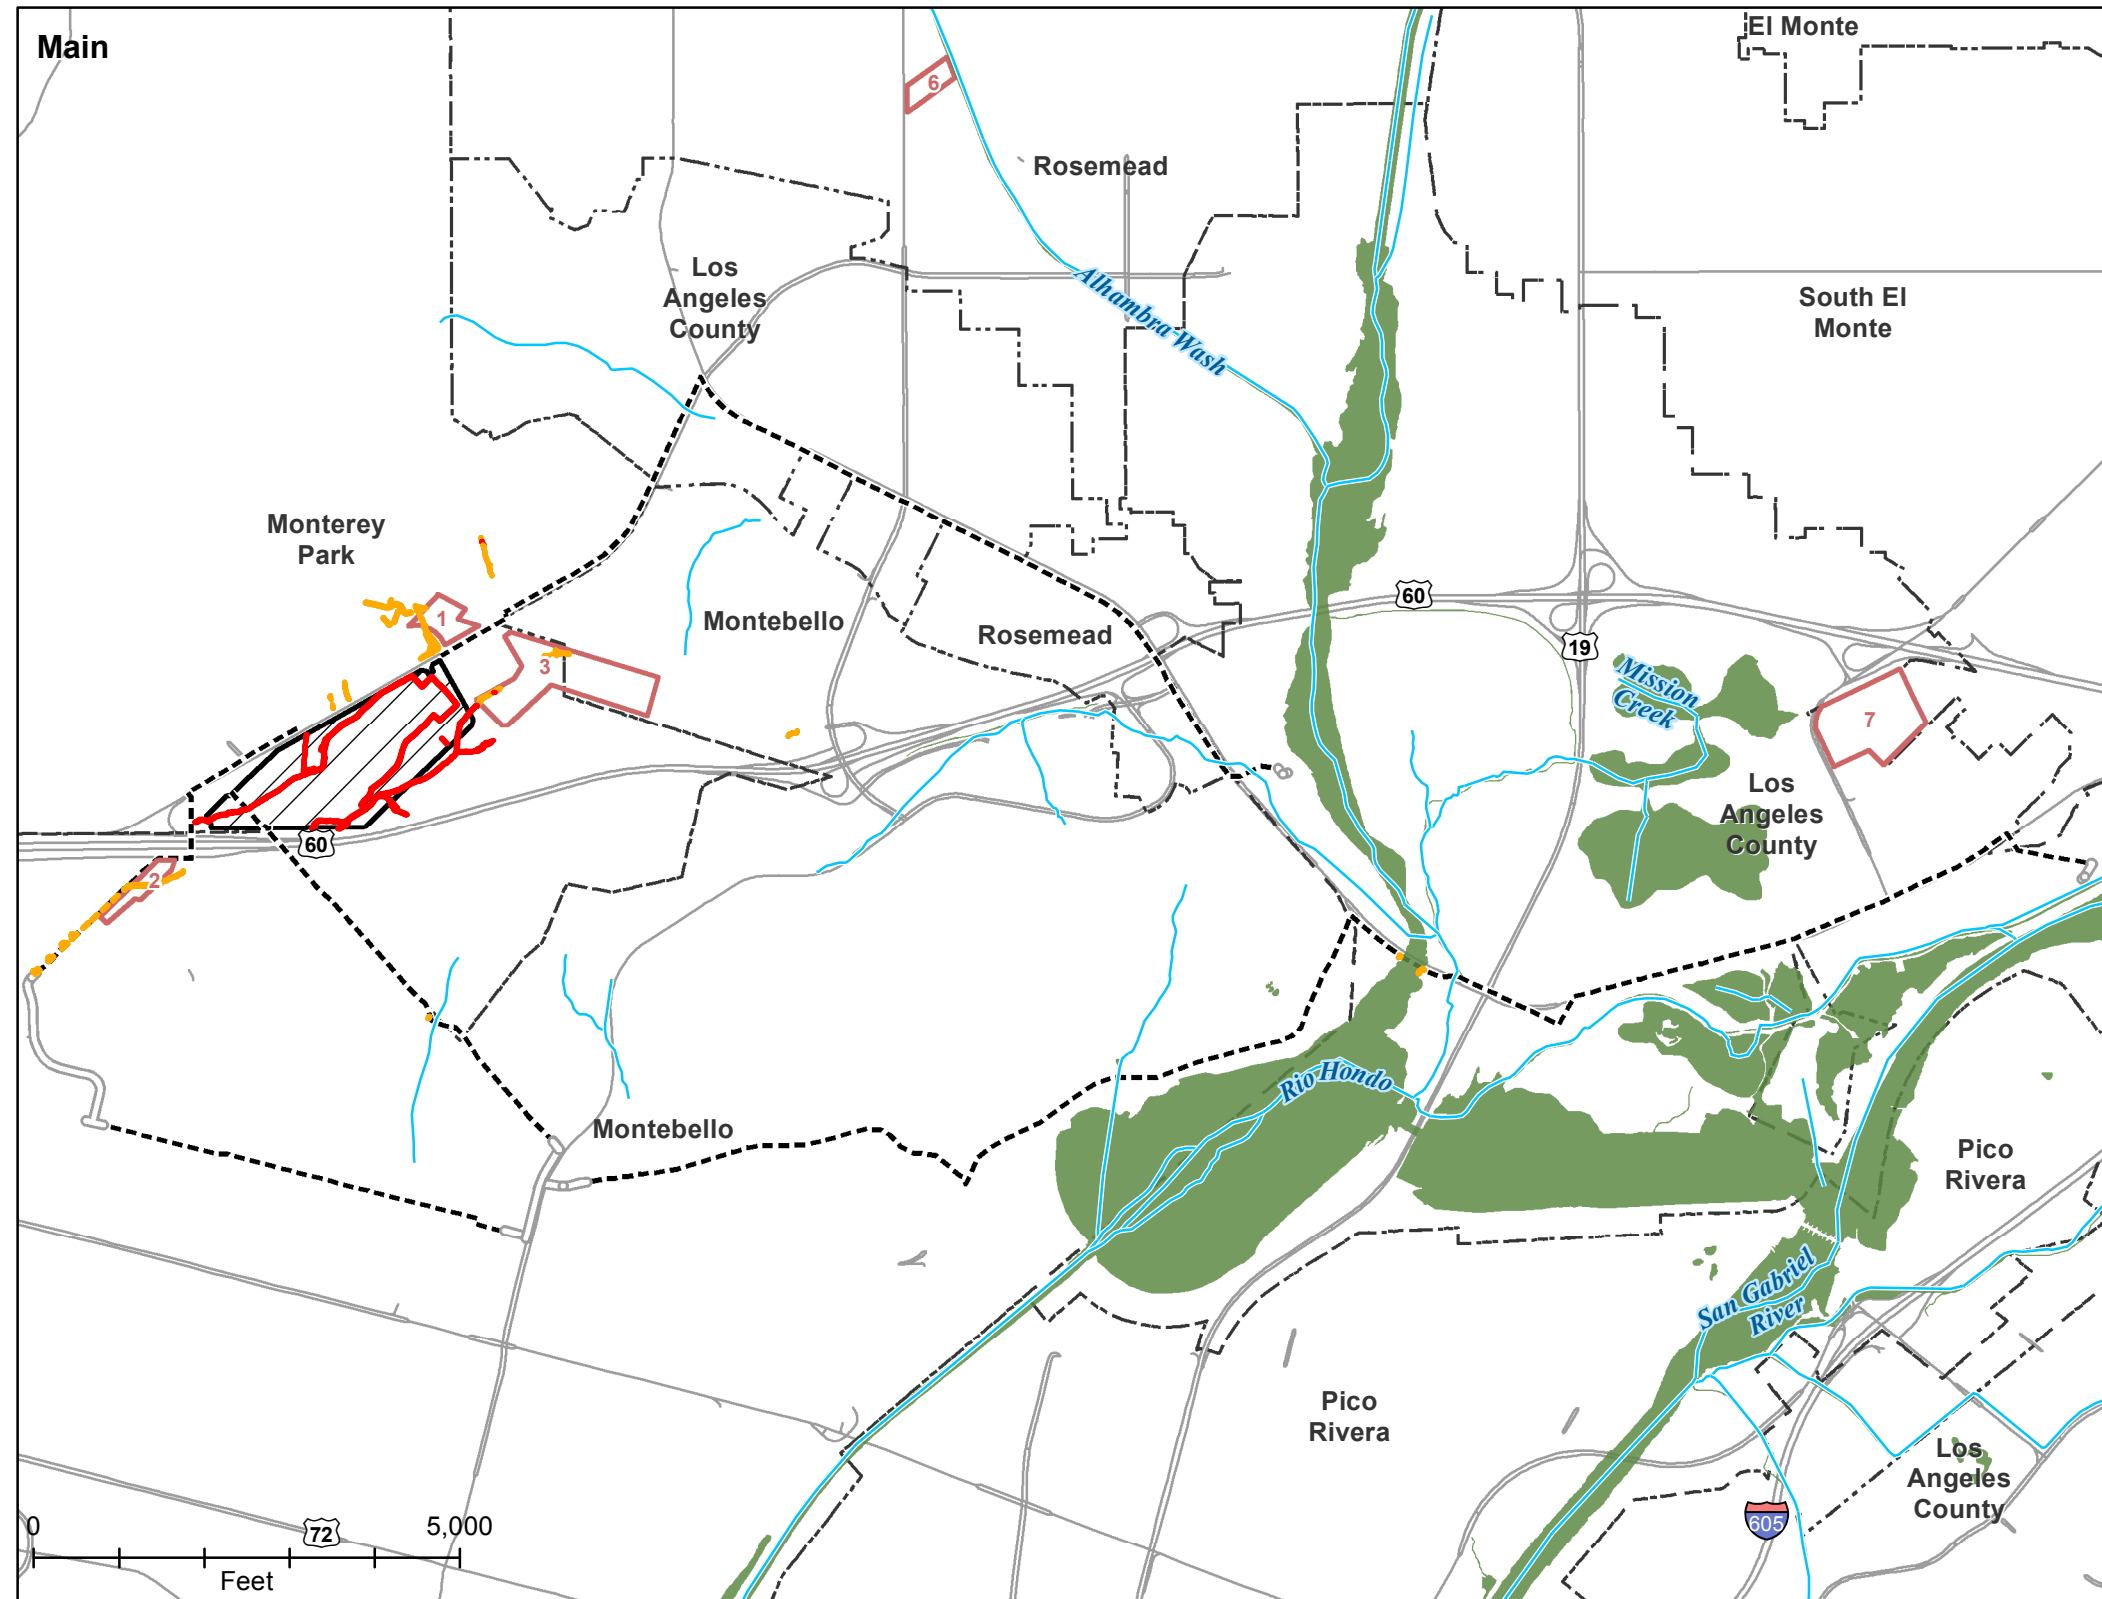 Main
El Monte
6
Rosemead
Los
Angeles
County
Alhambra Wash
South El
Monte
Monterey
Park
60
1
Montebello
Rosemead
19
3
Mission
Creek
7
Los
Angeles
County
60
2
Rio Hondo
Montebello
Pico
Rivera
San Gabriel
River
Pico
Rivera
Los
Angeles
County
605
0
72
5,000
Feet